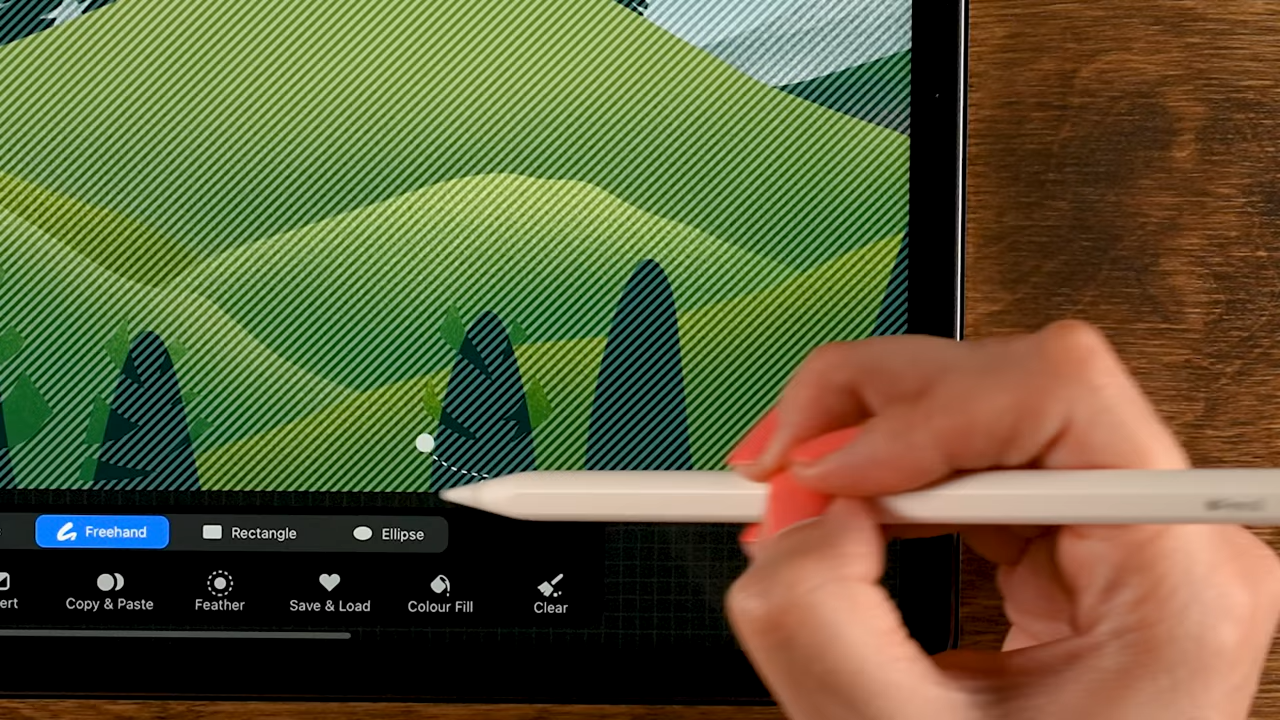 Freehand
Rectangle
Ellipse
ert
Copy & Paste
Feather
Save & Load
Colour Fill
Clear